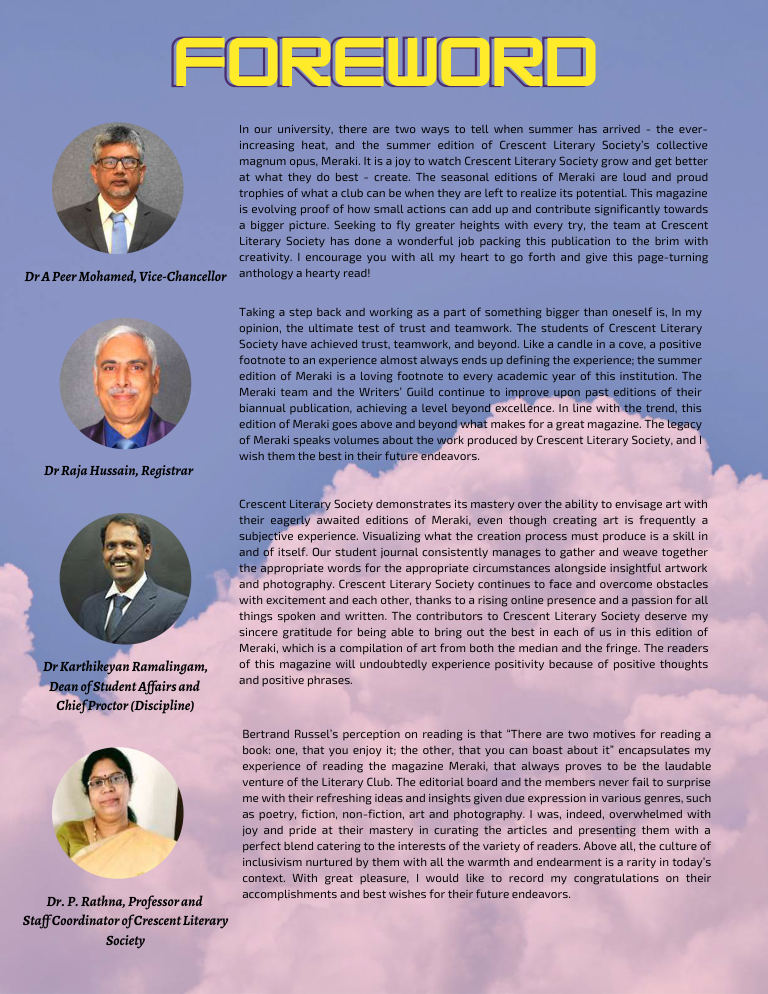 FOREWORD
In our university, there are two ways to tell when summer has arrived - the ever-
increasing heat, and the summer edition of Crescent Literary Society's collective
magnum opus, Meraki. It is a joy to watch Crescent Literary Society grow and get better
at what they do best - create. The seasonal editions of Meraki are loud and proud
trophies of what a club can be when they are left to realize its potential. This magazine
is evolving proof of how small actions can add up and contribute significantly towards
a bigger picture. Seeking to fly greater heights with every try, the team at Crescent
Literary Society has done a wonderful job packing this publication to the brim with
creativity. I encourage you with all my heart to go forth and give this page-turning
anthology a hearty read!
Dr A Peer Mohamed, Vice-Chancellor
Taking a step back and working as a part of something bigger than oneself is, In my
opinion, the ultimate test of trust and teamwork. The students of Crescent Literary
Society have achieved trust, teamwork, and beyond. Like a candle in a cove, a positive
footnote to an experience almost always ends up defining the experience; the summer
edition of Meraki is a loving footnote to every academic year of this institution. The
Meraki team and the Writers' Guild continue to improve upon past editions of their
biannual publication, achieving a level beyond excellence. In line with the trend, this
edition of Meraki goes above and beyond what makes for a great magazine. The legacy
of Meraki speaks volumes about the work produced by Crescent Literary Society, and I
wish them the best in their future endeavors.
Dr Raja Hussain, Registrar
Crescent Literary Society demonstrates its mastery over the ability to envisage art with
their eagerly awaited editions of Meraki, even though creating art is frequently a
subjective experience. Visualizing what the creation process must produce is a skill in
and of itself. Our student journal consistently manages to gather and weave together
the appropriate words for the appropriate circumstances alongside insightful artwork
and photography. Crescent Literary Society continues to face and overcome obstacles
with excitement and each other, thanks to a rising online presence and a passion for all
things spoken and written. The contributors to Crescent Literary Society deserve my
sincere gratitude for being able to bring out the best in each of us in this edition of
Meraki, which is a compilation of art from both the median and the fringe. The readers
of this magazine will undoubtedly experience positivity because of positive thoughts
and positive phrases.
Dr Karthikeyan Ramalingam,
Dean of Student Affairs and
Chief Proctor (Discipline)
Bertrand Russel's perception on reading is that “There are two motives for reading a
book: one, that you enjoy it; the other, that you can boast about it” encapsulates my
experience of reading the magazine Meraki, that always proves to be the laudable
venture of the Literary Club. The editorial board and the members never fail to surprise
me with their refreshing ideas and insights given due expression in various genres, such
as poetry, fiction, non-fiction, art and photography. I was, indeed, overwhelmed with
joy and pride at their mastery in curating the articles and presenting them with a
perfect blend catering to the interests of the variety of readers. Above all, the culture of
inclusivism nurtured by them with all the warmth and endearment is a rarity in today's
context. With great pleasure, I would like to record my congratulations on their
accomplishments and best wishes for their future endeavors.
Dr. P. Rathna, Professor and
Staff Coordinator of Crescent Literary
Society